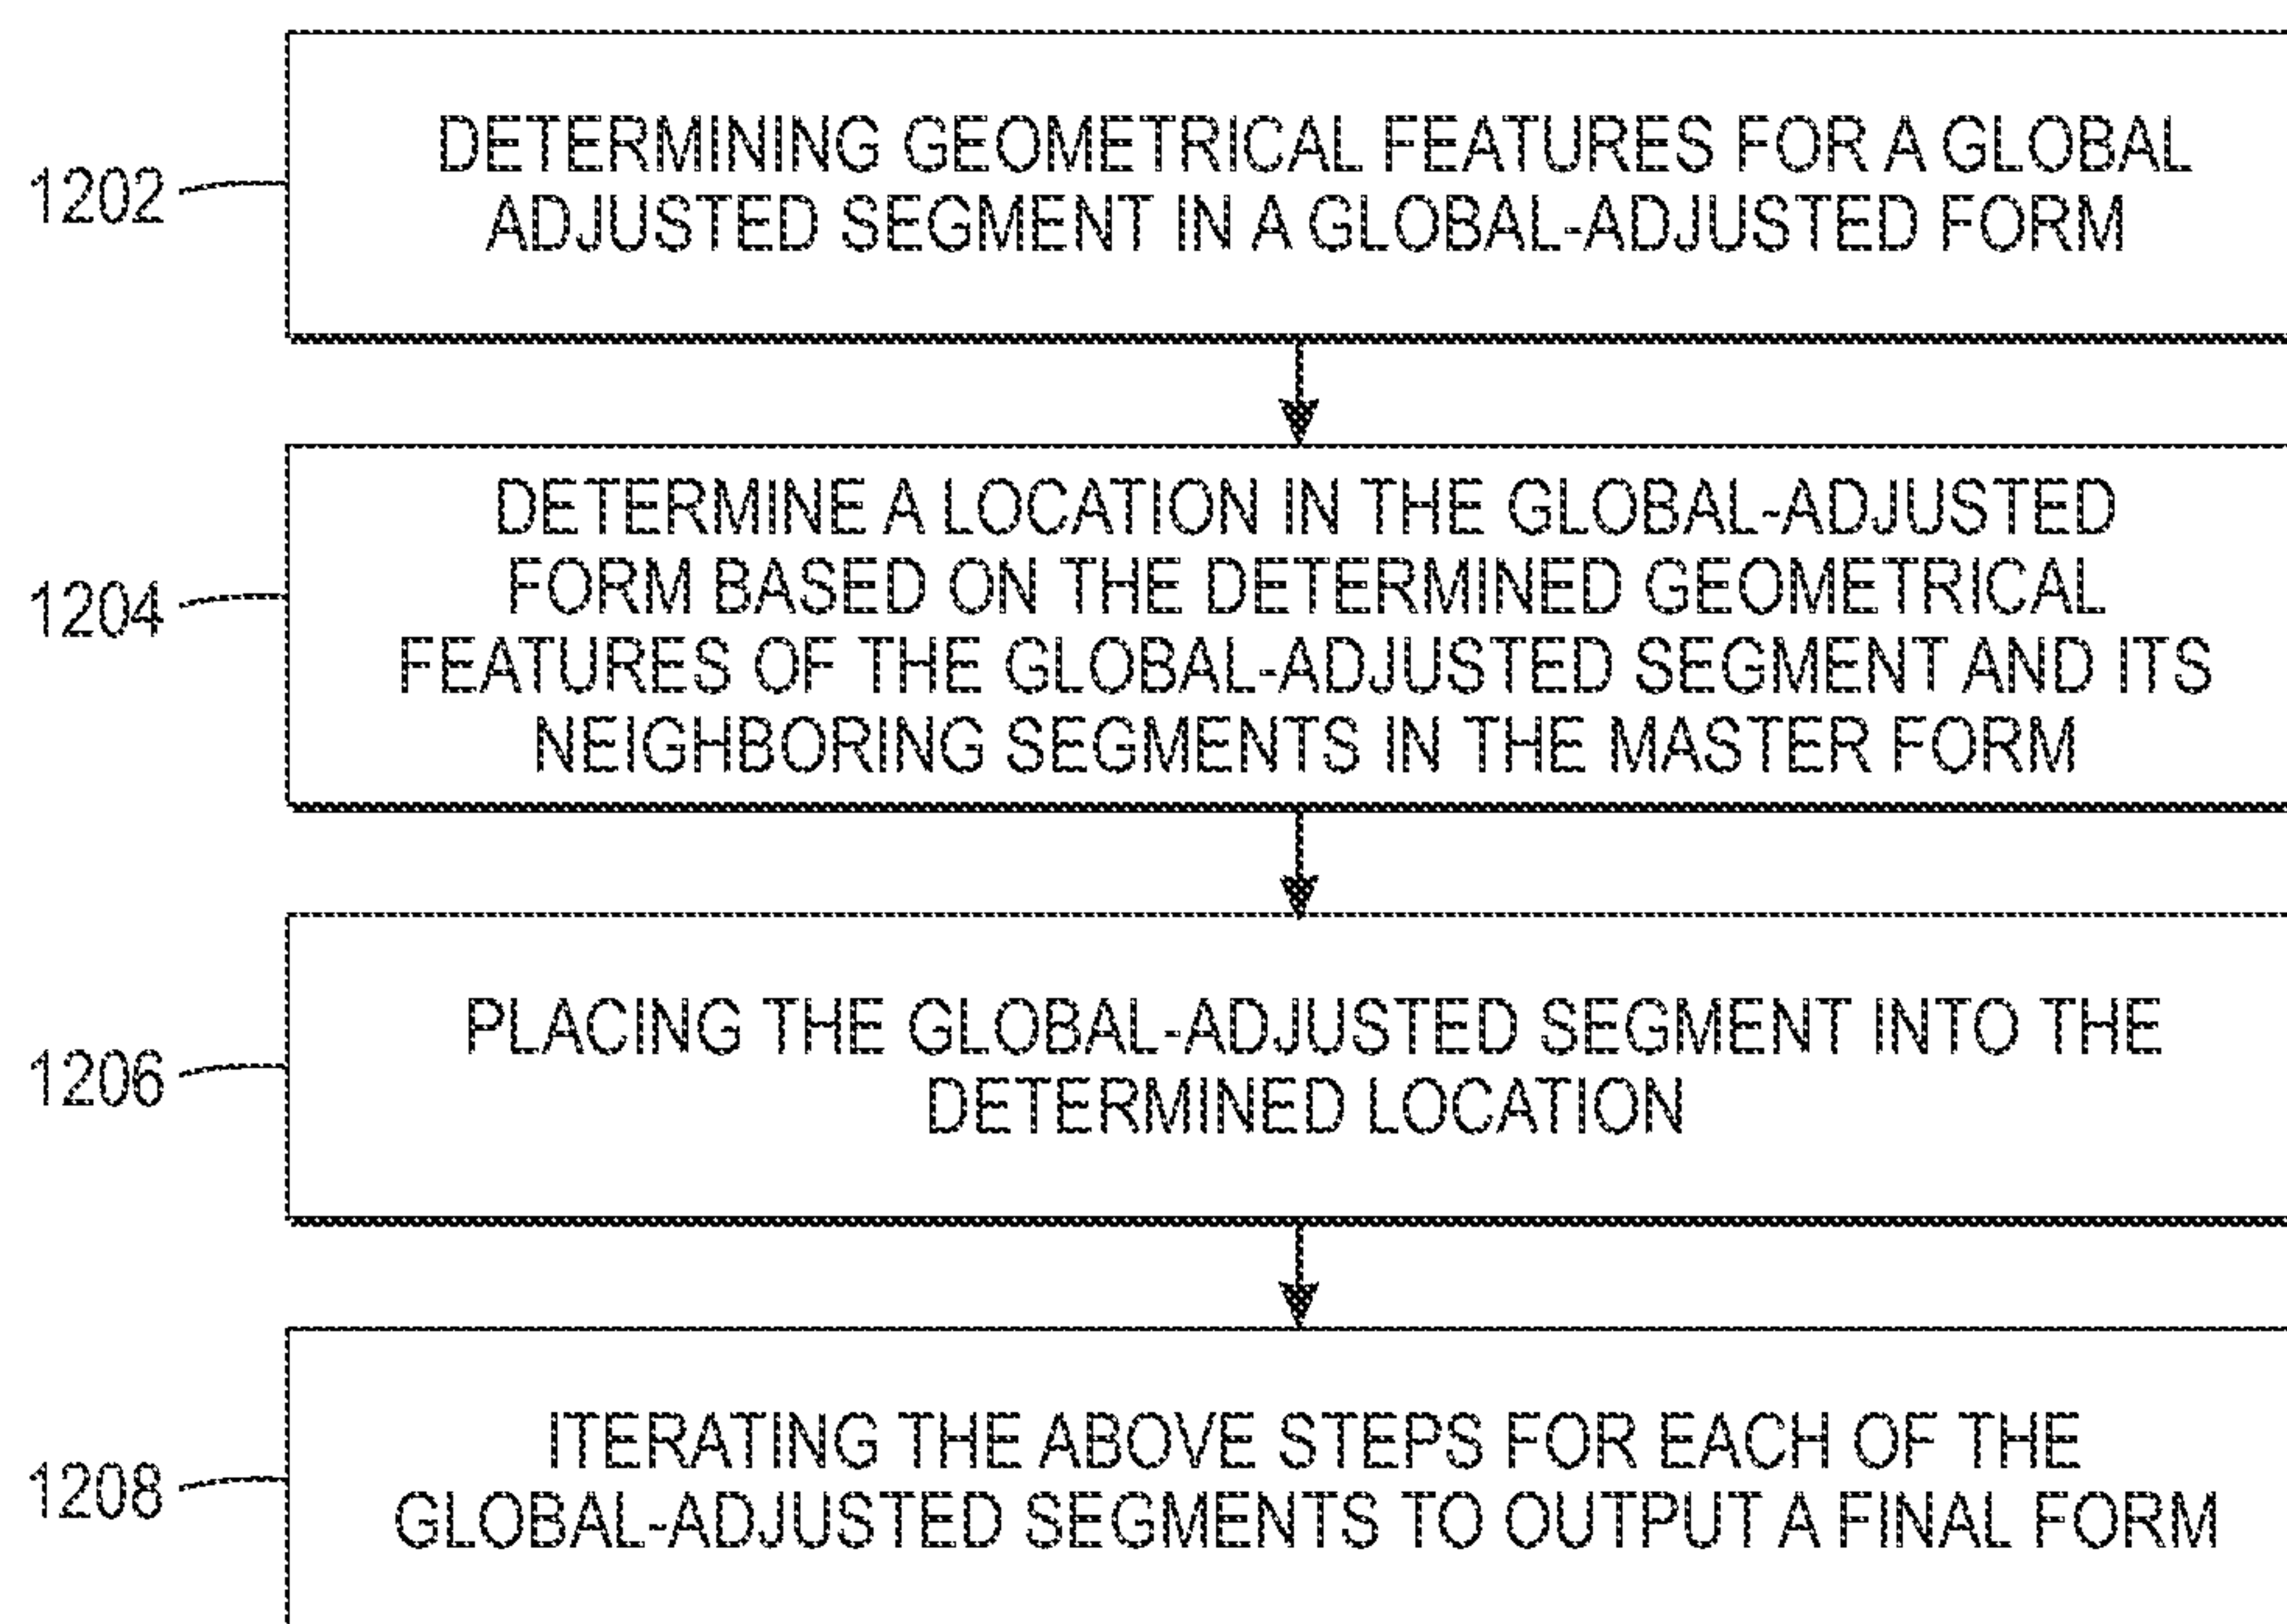 1202
DETERMINING GEOMETRICAL FEATURES FOR A GLOBAL
ADJUSTED SEGMENT IN A GLOBAL-ADJUSTED FORM
1204
DETERMINE A LOCATION IN THE GLOBAL-ADJUSTED
FORM BASED ON THE DETERMINED GEOMETRICAL
FEATURES OF THE GLOBAL-ADJUSTED SEGMENT AND ITS
NEIGHBORING SEGMENTS IN THE MASTER FORM
1206
PLACING THE GLOBAL-ADJUSTED SEGMENT INTO THE
DETERMINED LOCATION
1208
ITERATING THE ABOVE STEPS FOR EACH OF THE
GLOBAL-ADJUSTED SEGMENTS TO OUTPUT A FINAL FORM